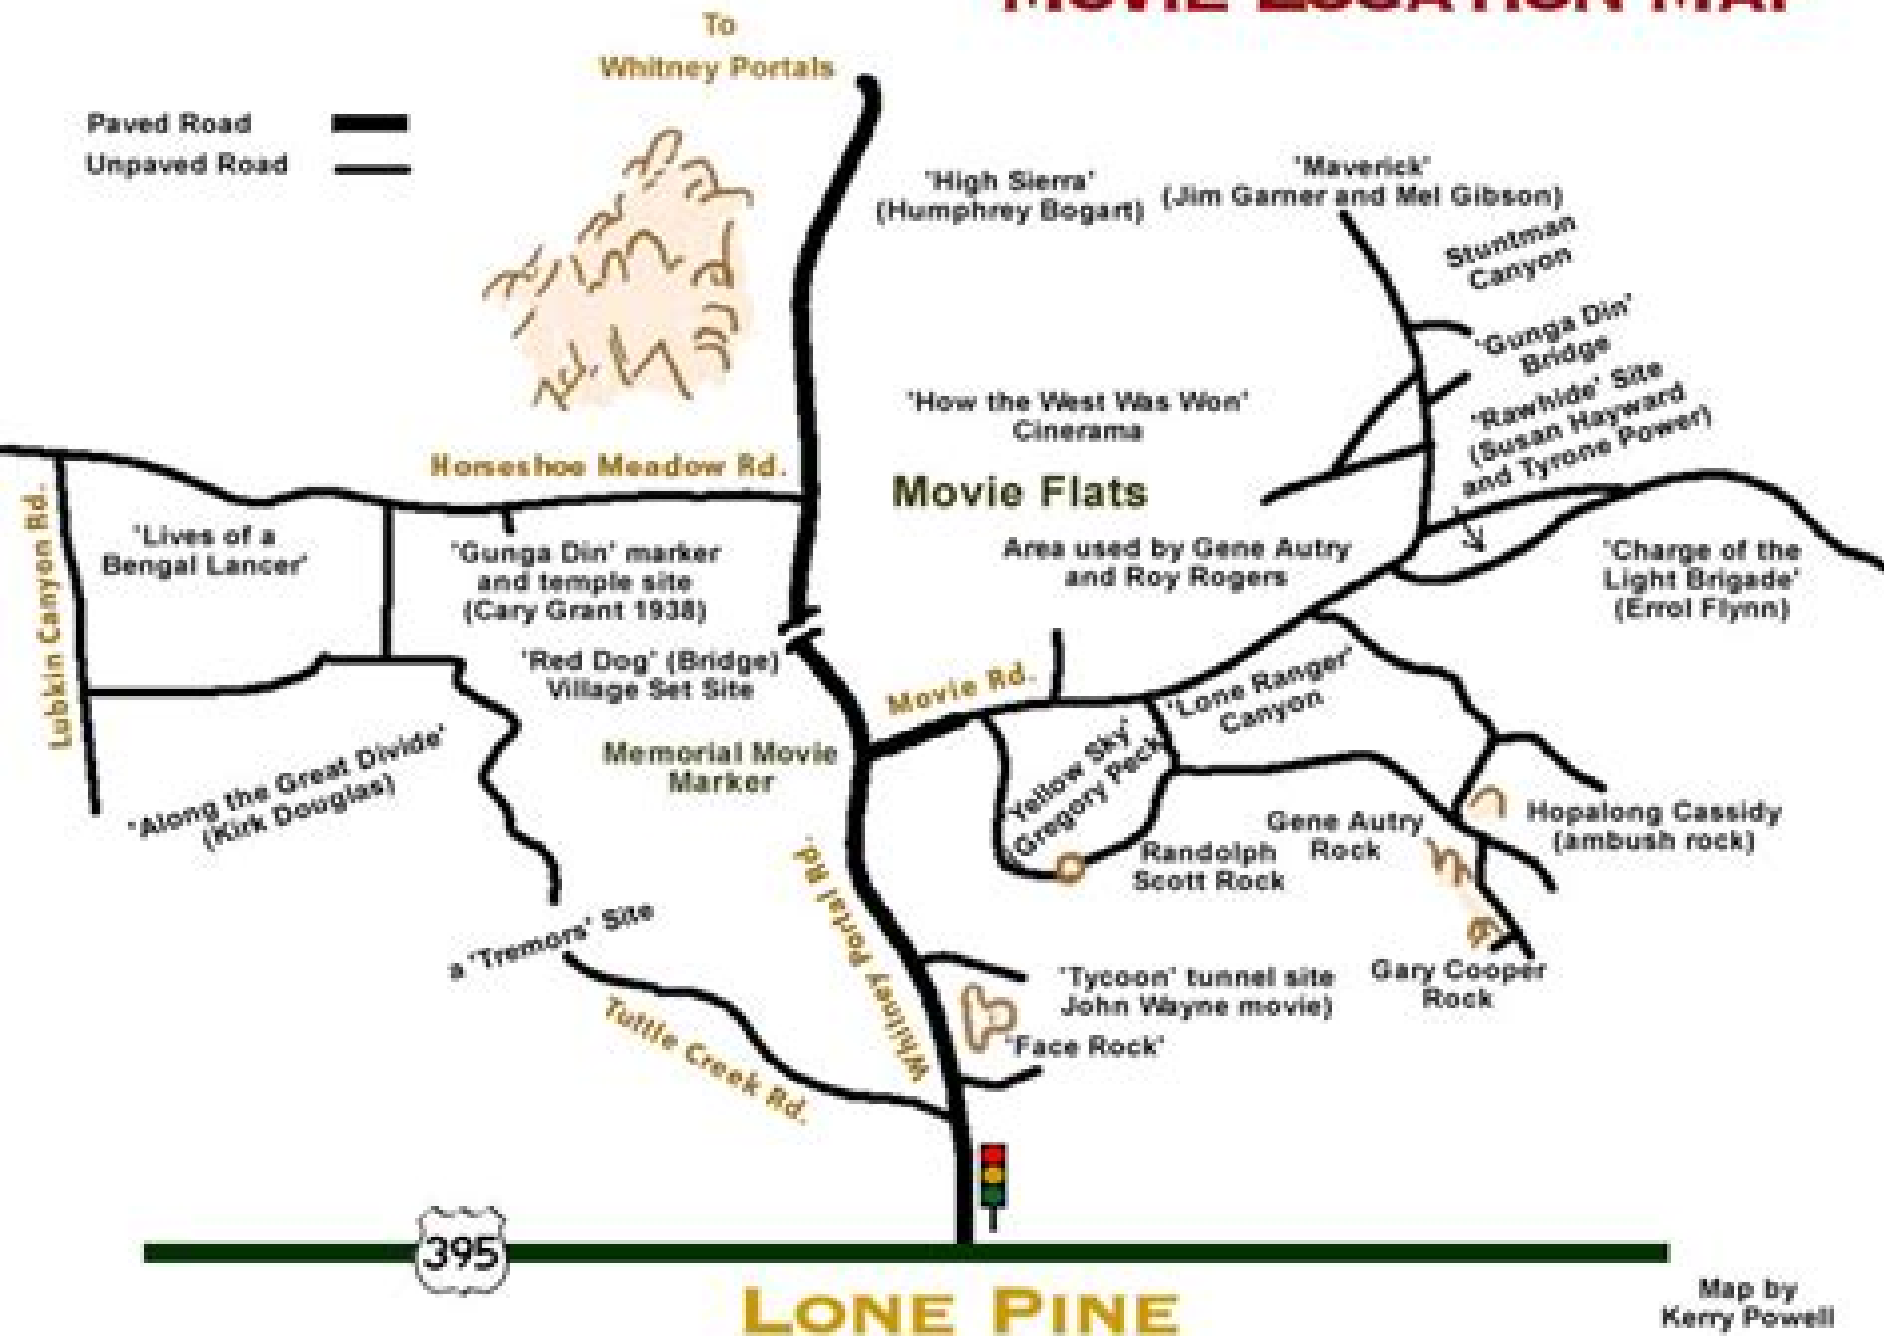 MOVIE LOCATION MAP
To
Whitney Portals
Paved Road
Unpaved Road
'High Sierra'
(Humphrey Bogart)
'Maverick'
(Jim Garner and Mel Gibson)
Stuntman
Canyon
'Gunga Din'
Bridge
'Rawhide' Site
(Susan Hayward
and Tyrone Power)
'How the West Was Won'
Cinerama
Horseshoe Meadow Rd.
Movie Flats
Lubkin Canyon Rd.
'Lives of a
Bengal Lancer'
'Gunga Din' marker
and temple site
(Cary Grant 1938)
Area used by Gene Autry
and Roy Rogers
'Charge of the
Light Brigade'
(Errol Flynn)
'Red Dog' (Bridge)
Village Set Site
Movie Rd.
'Lone Ranger'
Canyon
Memorial Movie
Marker
'Yellow Sky'
'Gregory Peck
'Along the Great Divide'
(Kirk Douglas)
Hopalong Cassidy
(ambush rock)
Gene Autry
Rock
Randolph
Scott Rock
Whitney Portal Rd.
a 'Tremors' Site
'Tycoon' tunnel site
John Wayne movie)
Gary Cooper
Rock
'Face Rock'
Tuttle Creek Rd.
395
LONE PINE
Map by
Kerry Powell